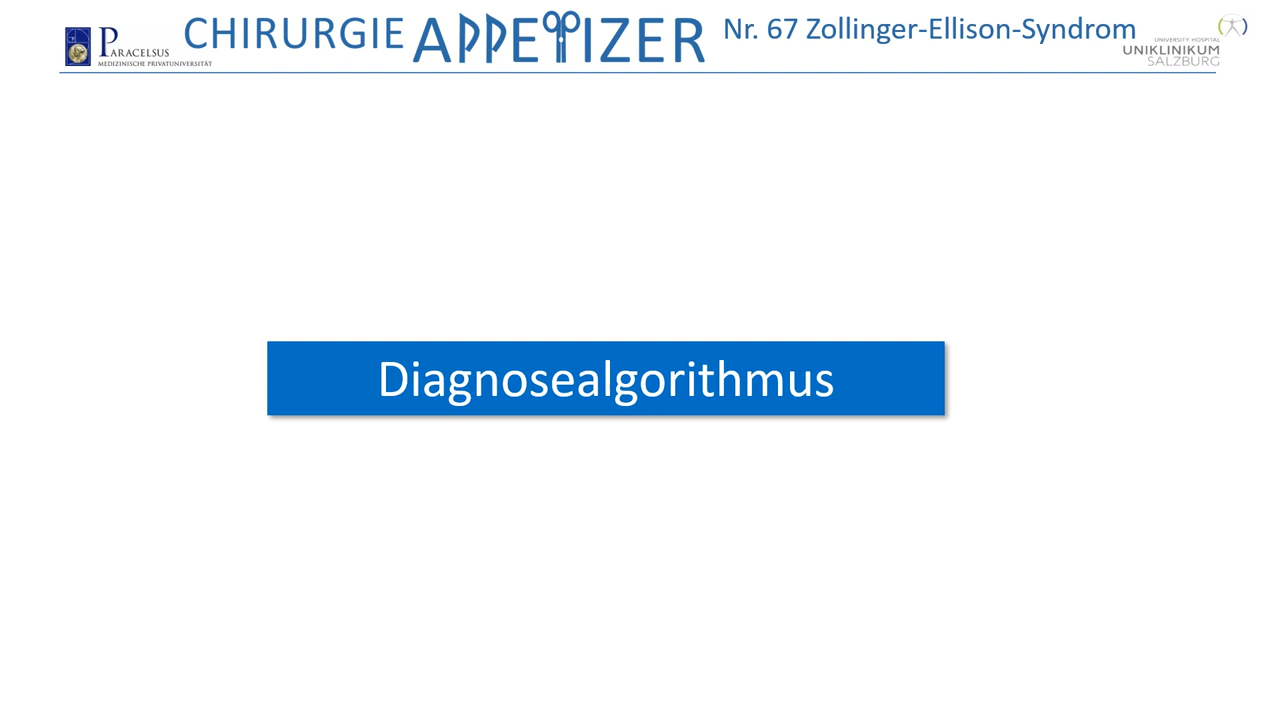 PARACELSUS
MEDIZINISCHE PRIVATUNIVERSITÄT
CHIRURGIE APPETIZER
Nr. 67 Zollinger-Ellison-Syndrom
UNIVERSITY HOSPITAL
UNIKLINIKUM
SALZBURG
Diagnosealgorithmus